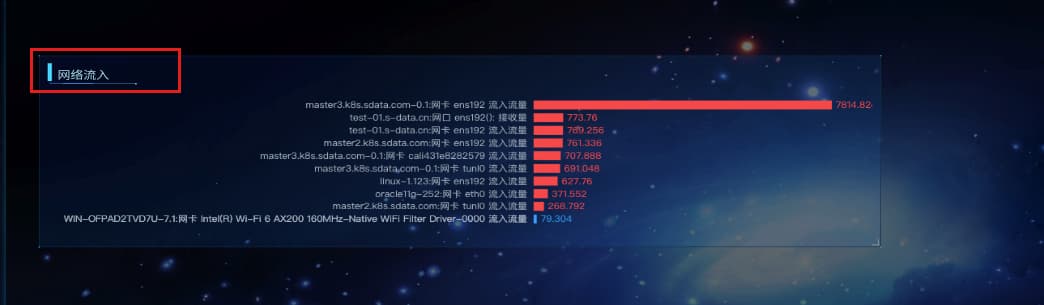 网络流入
master3.k8s.sdata.com-0.1:网卡 ens192 流入流量 7814.82
test-01.s-data.cn:网口 ens192(): 接收量 773.76
test-01.s-data.cn:网卡 ens192 流入流量 769.256
master2.k8s.sdata.com:网卡 ens192 流入流量 761.336
master3.k8s.sdata.com-0.1:网卡 cali431e8282579 流入流量 707.888
master3.k8s.sdata.com-0.1:网卡 tunl0 流入流量 691.048
linux-1.123:网卡 ens192 流入流量 627.76
oracle11g-252:网卡 eth0 流入流量 371.552
master2.k8s.sdata.com:网卡 tunl0 流入流量 268.792
WIN-OFPAD2TVD7U-7.1:网卡 Intel(R) Wi-Fi 6 AX200 160MHz-Native WiFi Filter Driver-0000 流入流量 79.304